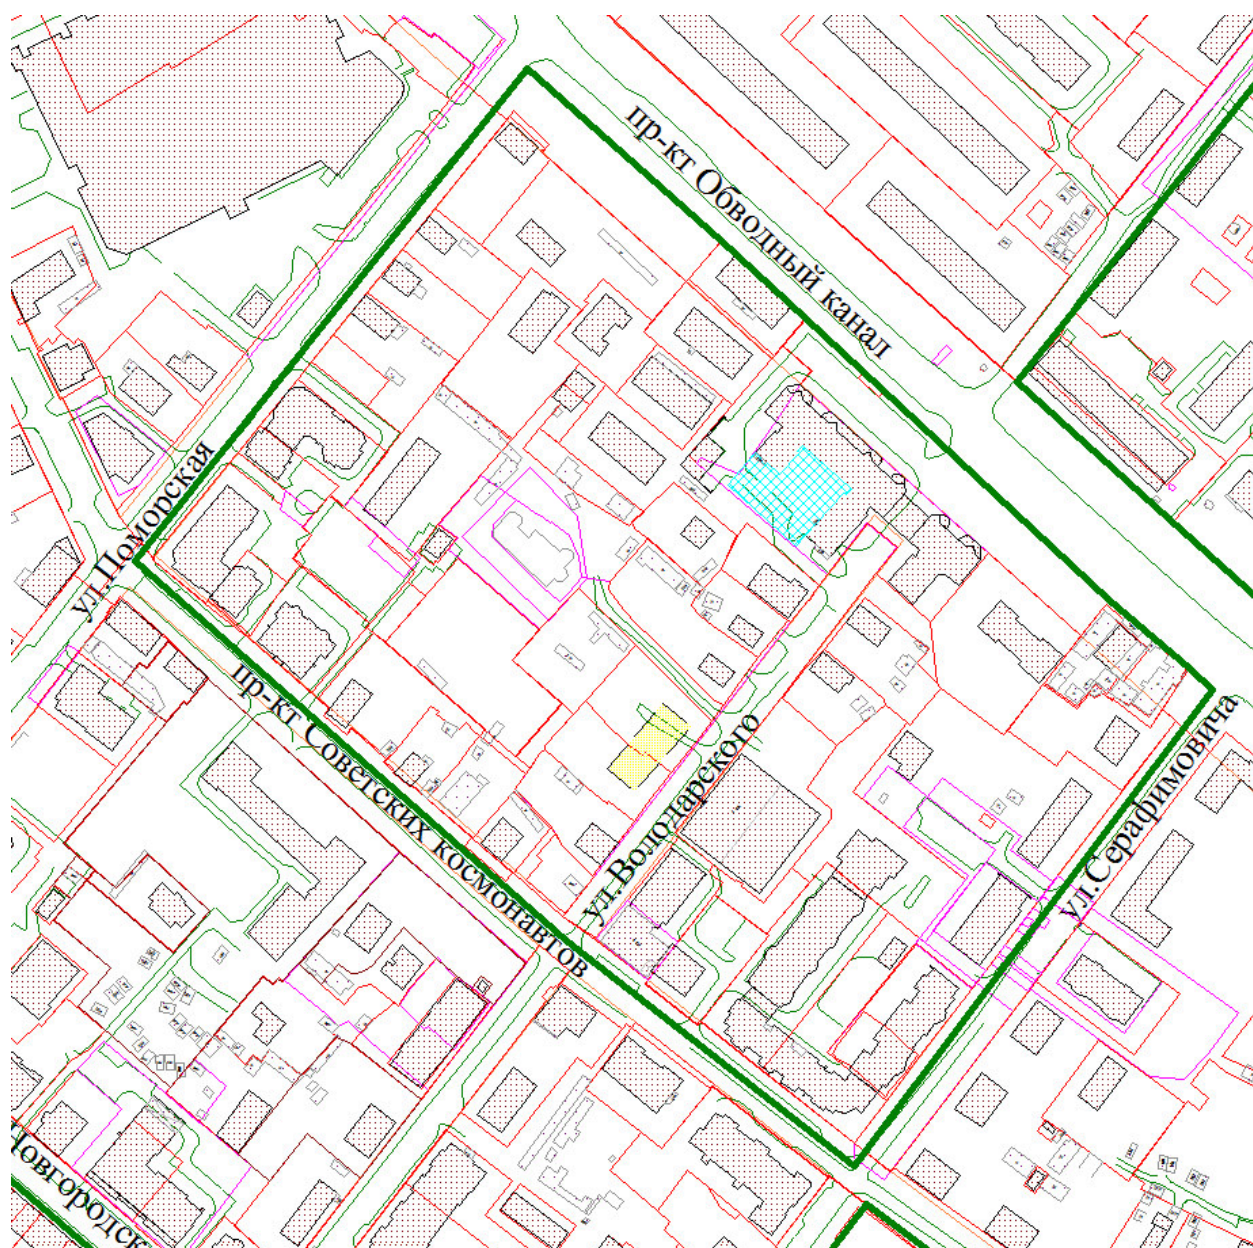 пр-кт Обводный канал
ул.Поморская
пр-кт Советских космонавтов
ул.Володарского
ул.Серафимовича
Новгородск